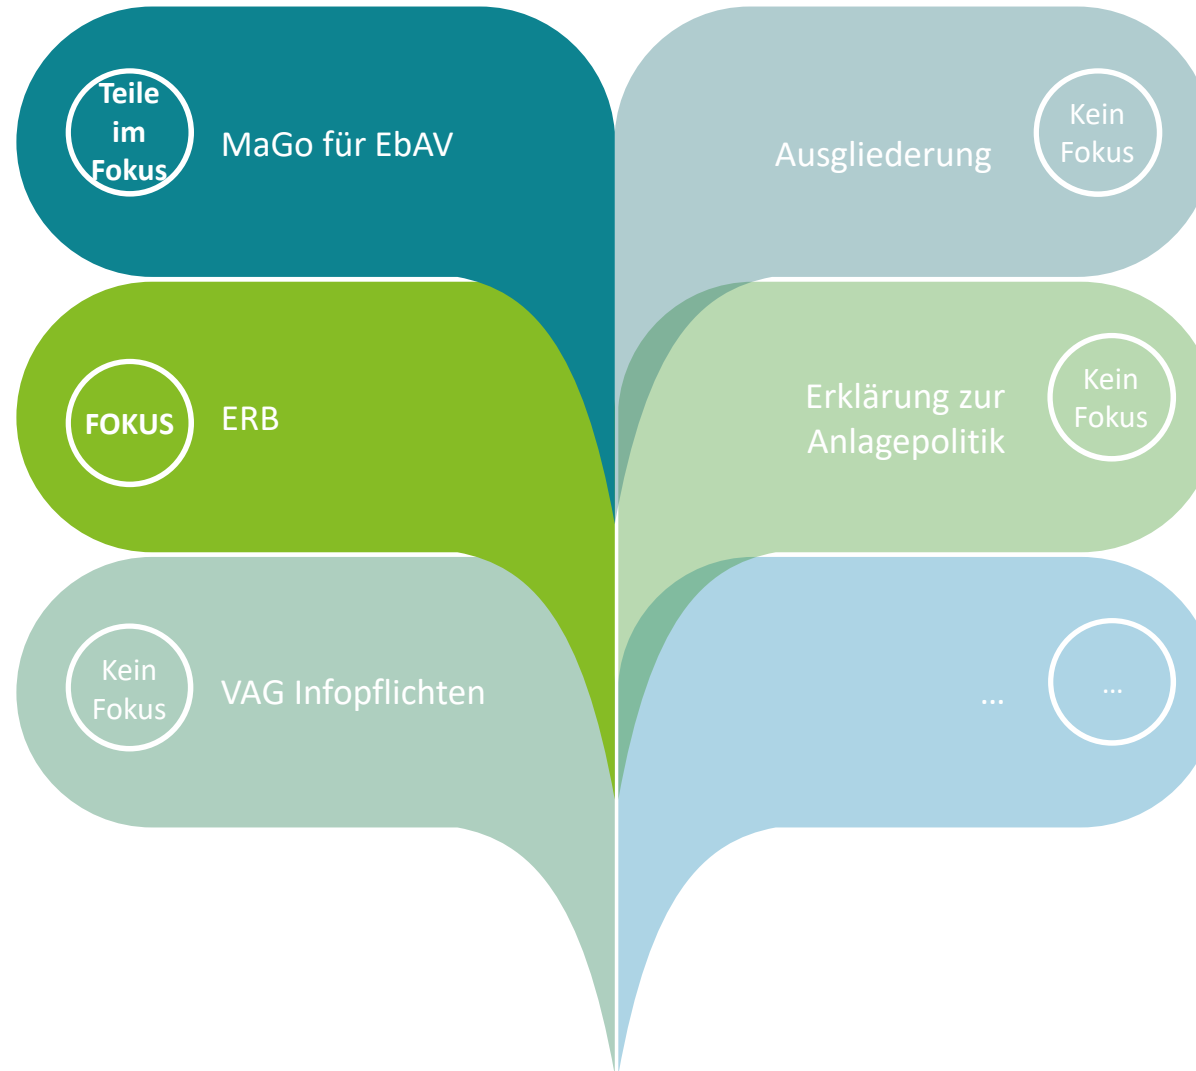 Teile
im
Fokus
MaGo für EbAV
Ausgliederung
Kein
Fokus
FOKUS
ERB
Erklärung zur
Anlagepolitik
Kein
Fokus
Kein
Fokus
VAG Infopflichten
...
...